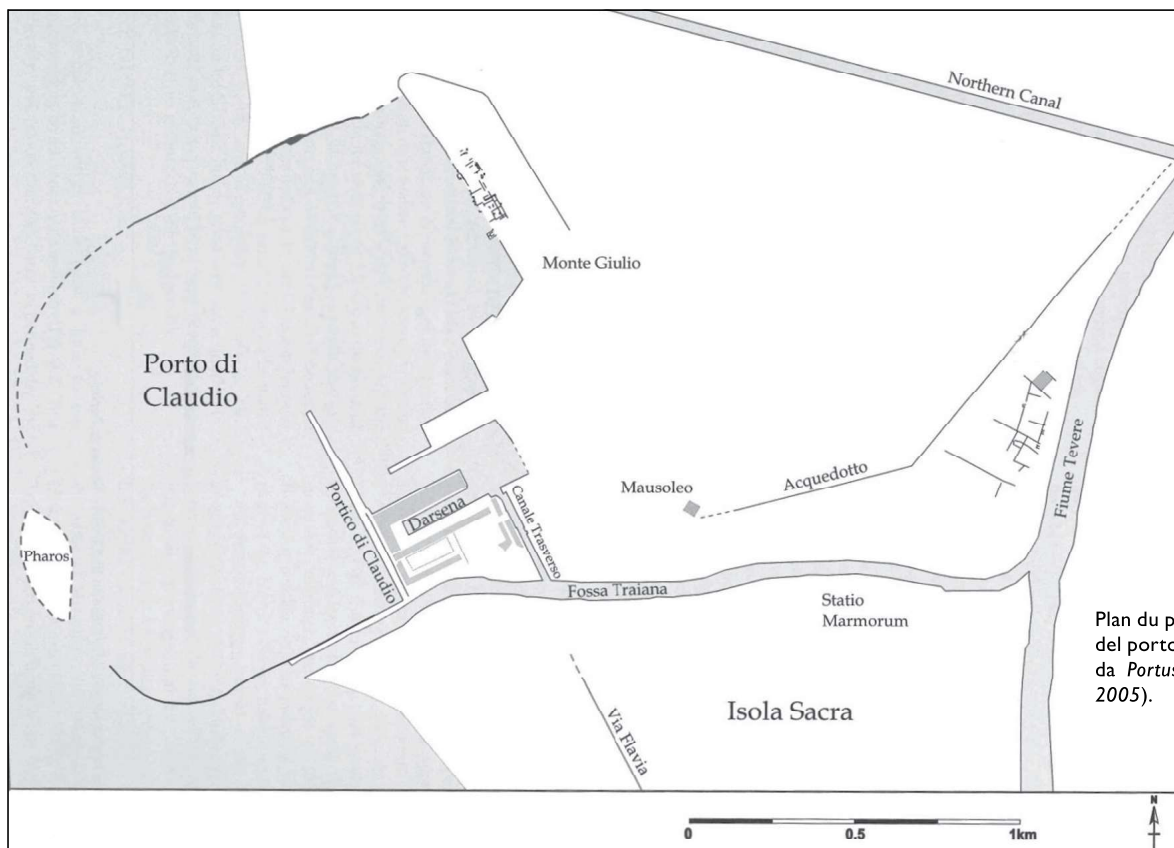 Northern Canal
Monte Giulio
Porto di
Claudio
Portico di Claudio
Darsena
Canale Trasverso
Mausoleo
Acquedotto
Fiume Tevere
Pharos
Fossa Traiana
Statio
Marmorum
Plan du p
del porto
da Portus
2005).
Via Flavia
Isola Sacra
N
0
0.5
1km